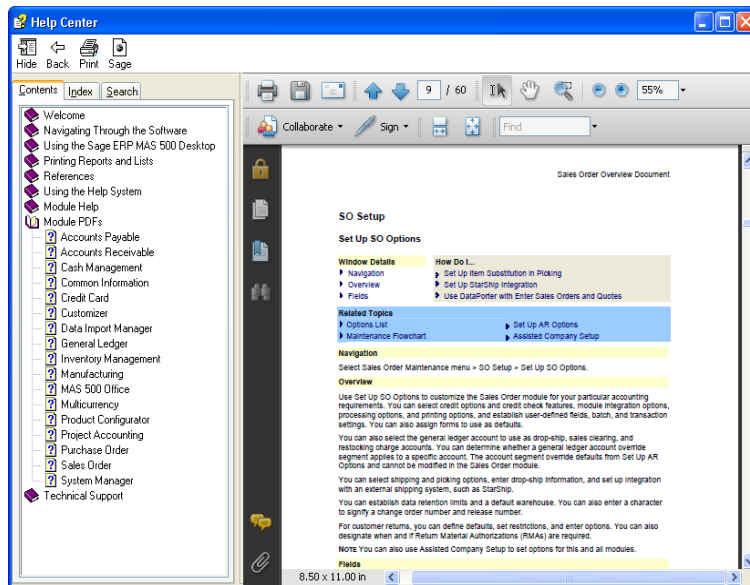 Help Center
Hide Back Print Sage
Contents Index Search
Welcome
Navigating Through the Software
Using the Sage ERP MAS 500 Desktop
Printing Reports and Lists
References
Using the Help System
Module Help
Module PDFs
Accounts Payable
Accounts Receivable
Cash Management
Common Information
Credit Card
Customizer
Data Import Manager
General Ledger
Inventory Management
Manufacturing
MAS 500 Office
Multicurrency
Product Configurator
Project Accounting
Purchase Order
Sales Order
System Manager
Technical Support
9 / 60 55%
Collaborate Sign Find
Sales Order Overview Document
SO Setup
Set Up SO Options
Window Details How Do I...
Navigation Set Up Item Substitution in Picking
Overview Set Up StarShip Integration
Fields Use DataPorter with Enter Sales Orders and Quotes
Related Topics
Options List Set Up AR Options
Maintenance Flowchart Assisted Company Setup
Navigation
Select Sales Order Maintenance menu > SO Setup > Set Up SO Options.
Overview
Use Set Up SO Options to customize the Sales Order module for your particular accounting
requirements. You can select credit options and credit check features, module integration options,
processing options, and printing options, and establish user-defined fields, batch, and transaction
settings. You can also assign forms to use as defaults.
You can also select the general ledger account to use as drop-ship, sales clearing, and
restocking charge accounts. You can determine whether a general ledger account override
segment applies to a specific account. The account segment override defaults from Set Up AR
Options and cannot be modified in the Sales Order module.
You can select shipping and picking options, enter drop-ship information, and set up integration
with an external shipping system, such as StarShip.
You can establish data retention limits and a default warehouse. You can also enter a character
to signify a change order number and release number.
For customer returns, you can define defaults, set restrictions, and enter options. You can also
designate when and if Return Material Authorizations (RMAs) are required.
NOTE You can also use Assisted Company Setup to set options for this and all modules.
Fields
8.50 x 11.00 in